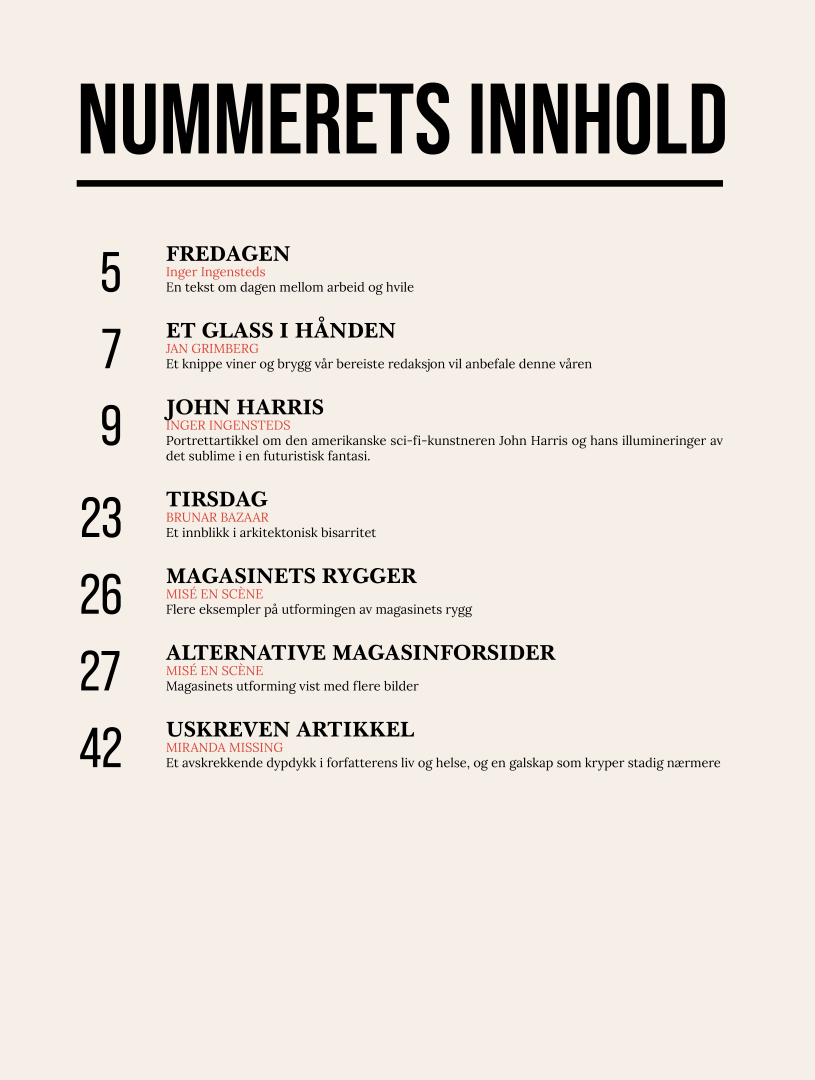 NUMMERETS INNHOLD
5
FREDAGEN
Inger Ingensteds
En tekst om dagen mellom arbeid og hvile
7
ET GLASS I HÅNDEN
JAN GRIMBERG
Et knippe viner og brygg vår bereiste redaksjon vil anbefale denne våren
9
JOHN HARRIS
INGER INGENSTEDS
Portrettartikkel om den amerikanske sci-fi-kunstneren John Harris og hans illumineringer av
det sublime i en futuristisk fantasi.
23
TIRSDAG
BRUNAR BAZAAR
Et innblikk i arkitektonisk bisarritet
26
MAGASINETS RYGGER
MISÉ EN SCÈNE
Flere eksempler på utformingen av magasinets rygg
27
ALTERNATIVE MAGASINFORSIDER
MISÉ EN SCÈNE
Magasinets utforming vist med flere bilder
42
USKREVEN ARTIKKEL
MIRANDA MISSING
Et avskrekkende dypdykk i forfatterens liv og helse, og en galskap som kryper stadig nærmere